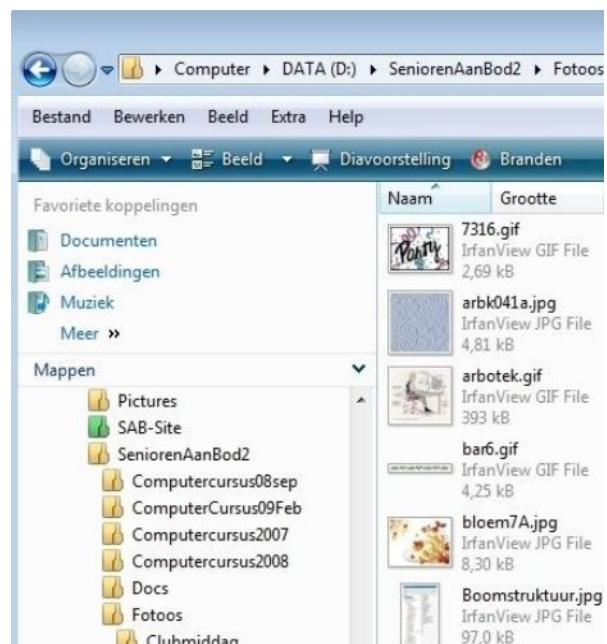 Computer ▸ DATA (D:) ▸ SeniorenAanBod2 ▸ Fotoos
Bestand Bewerken Beeld Extra Help
Organiseren Beeld Diavoorstelling Branden
Favoriete koppelingen
Documenten
Afbeeldingen
Muziek
Meer »
Mappen
Pictures
SAB-Site
SeniorenAanBod2
Computercursus08sep
ComputerCursus09Feb
Computercursus2007
Computercursus2008
Docs
Fotoos
Clubmiddag
Naam Grootte
Party
7316.gif
IrfanView GIF File
2,69 kB
arbk041a.jpg
IrfanView JPG File
4,81 kB
arbotek.gif
IrfanView GIF File
393 kB
bar6.gif
IrfanView GIF File
4,25 kB
bloem7A.jpg
IrfanView JPG File
8,30 kB
Boomstruktuur.jpg
IrfanView JPG File
97,0 kB